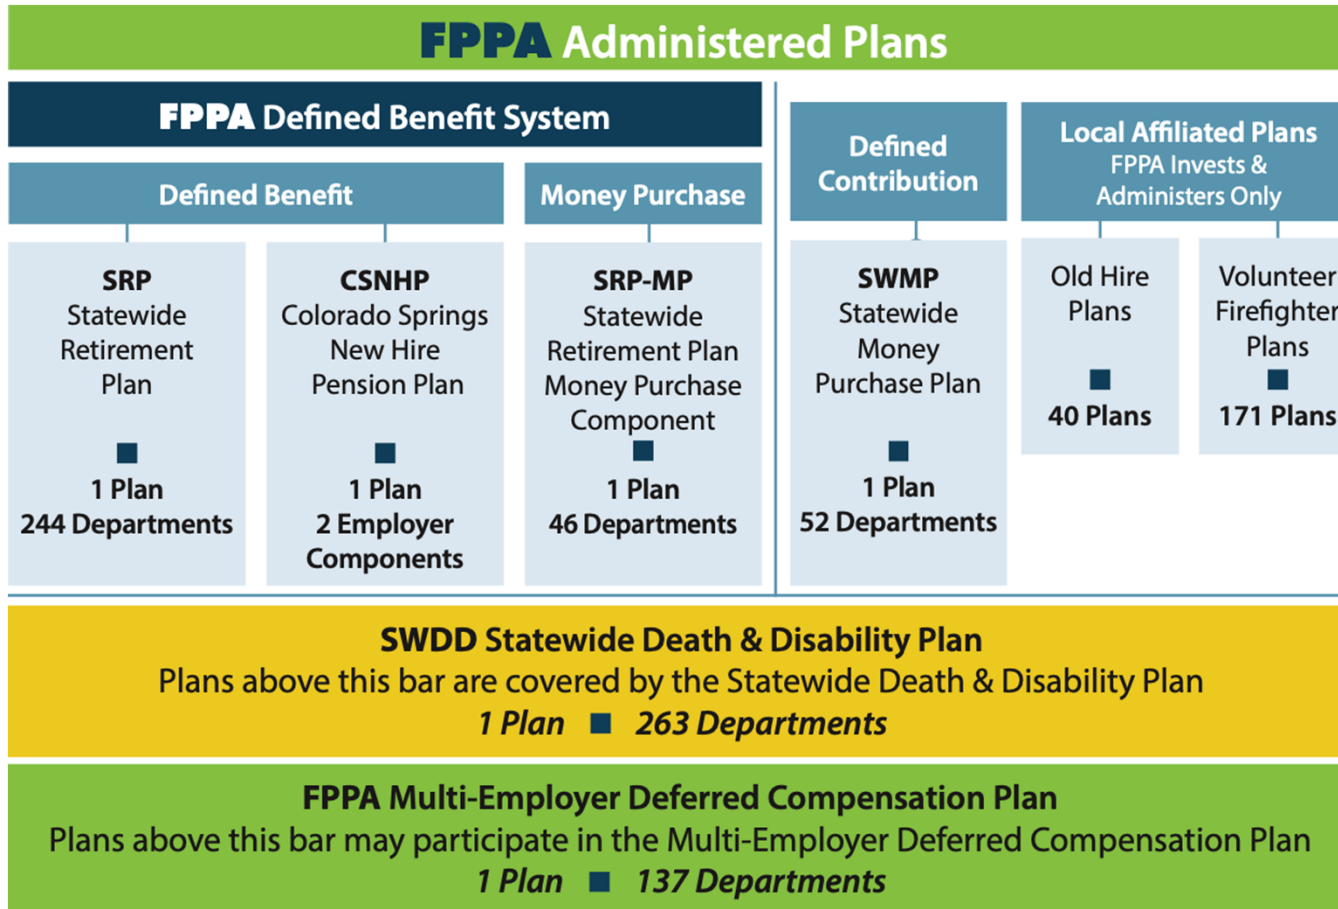 FPPA Administered Plans
FPPA Defined Benefit System
Defined Benefit
SRP
Statewide
Retirement
Plan
1 Plan
244 Departments
CSNHP
Colorado Springs
New Hire
Pension Plan
1 Plan
2 Employer
Components
Money Purchase
SRP-MP
Statewide
Retirement Plan
Money Purchase
Component
1 Plan
46 Departments
Defined
Contribution
SWMP
Statewide
Money
Purchase Plan
1 Plan
52 Departments
Local Affiliated Plans
FPPA Invests &
Administers Only
Old Hire
Plans
40 Plans
Volunteer
Firefighter
Plans
171 Plans
SWDD Statewide Death & Disability Plan
Plans above this bar are covered by the Statewide Death & Disability Plan
1 Plan ■ 263 Departments
FPPA Multi-Employer Deferred Compensation Plan
Plans above this bar may participate in the Multi-Employer Deferred Compensation Plan
1 Plan ■ 137 Departments